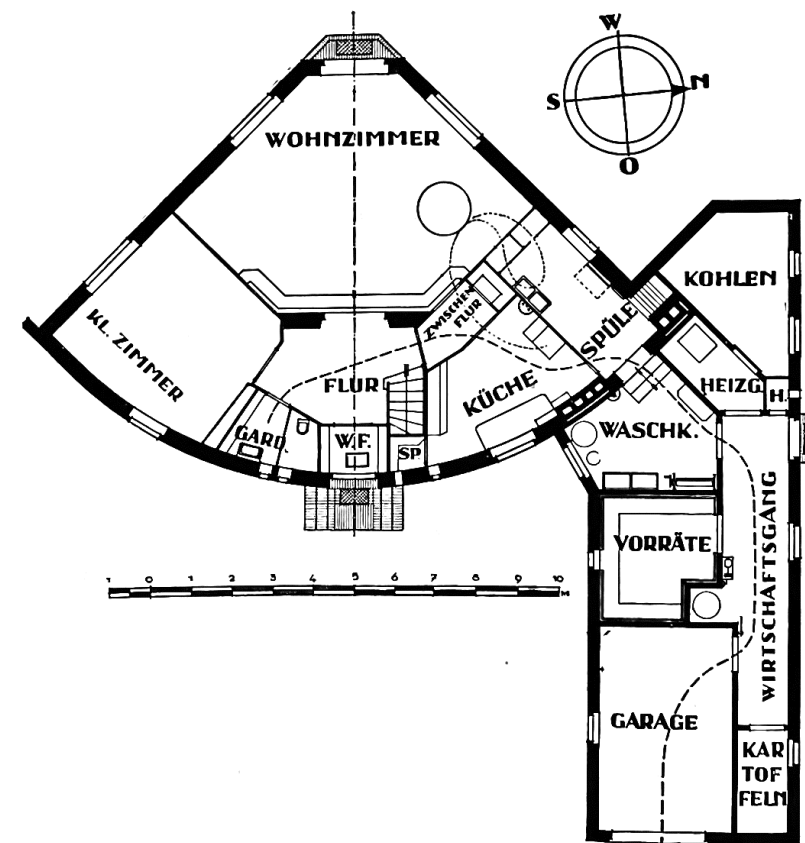 W
S
N
O
WOHNZIMMER
KOHLEN
KL. ZIMMER
ZWISCHEN
FLUR
SPÜLE
FLUR
KÜCHE
HEIZG.
H.
GARD.
W.F.
SP.
WASCHK.
VORRÄTE
WIRTSCHAFTSGANG
1 0 1 2 3 4 5 6 7 8 9 10
M
GARAGE
KAR
TOF
FELN